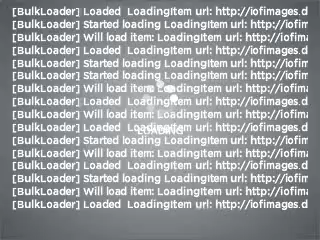 [BulkLoader] Loaded  LoadingItem url: http://iofimages.d
[BulkLoader] Started loading LoadingItem url: http://iofim
[BulkLoader] Will load item: LoadingItem url: http://iofima
[BulkLoader] Loaded  LoadingItem url: http://iofimages.d
[BulkLoader] Started loading LoadingItem url: http://iofim
[BulkLoader] Started loading LoadingItem url: http://iofim
[BulkLoader] Will load item: LoadingItem url: http://iofima
[BulkLoader] Loaded  LoadingItem url: http://iofimages.d
[BulkLoader] Will load item: LoadingItem url: http://iofima
[BulkLoader] Loaded  LoadingItem url: http://iofimages.d
LOADING
[BulkLoader] Started loading LoadingItem url: http://iofim
[BulkLoader] Will load item: LoadingItem url: http://iofima
[BulkLoader] Loaded  LoadingItem url: http://iofimages.d
[BulkLoader] Started loading LoadingItem url: http://iofim
[BulkLoader] Will load item: LoadingItem url: http://iofima
[BulkLoader] Loaded  LoadingItem url: http://iofimages.d